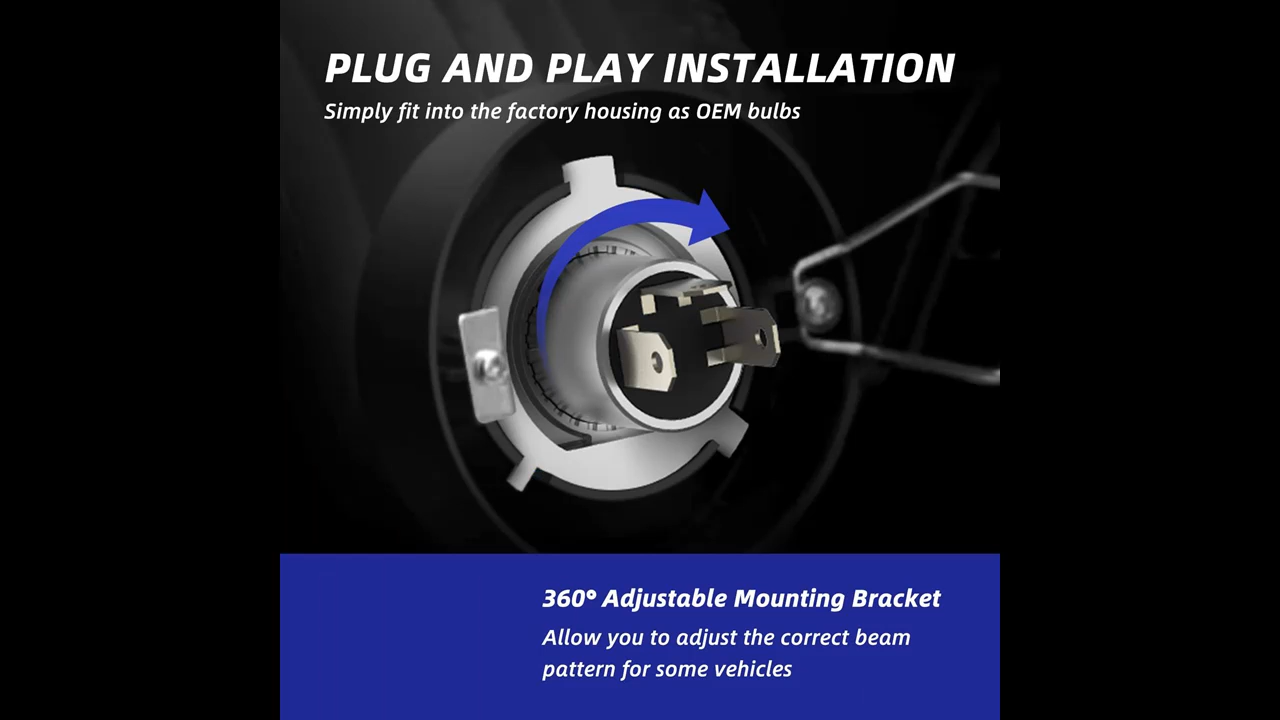 PLUG AND PLAY INSTALLATION
Simply fit into the factory housing as OEM bulbs
360° Adjustable Mounting Bracket
Allow you to adjust the correct beam
pattern for some vehicles